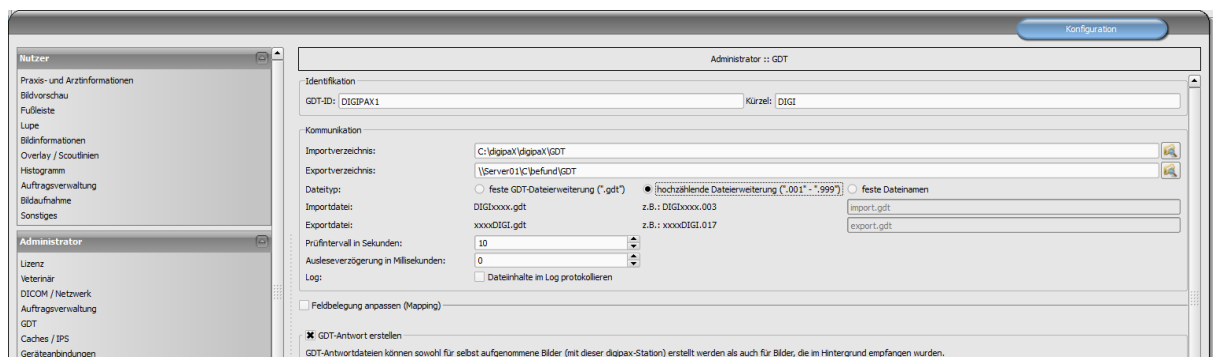 Konfiguration
Nutzer
Praxis- und Arztinformationen
Bildvorschau
Fußleiste
Lupe
Bildinformationen
Overlay / Scoutlinien
Histogramm
Auftragsverwaltung
Bildaufnahme
Sonstiges
Administrator
Lizenz
Veterinär
DICOM / Netzwerk
Auftragsverwaltung
GDT
Caches / IPS
Geräteanbindungen
Administrator :: GDT
Identifikation
GDT-ID: DIGIPAX1 Kürzel: DIGI
Kommunikation
Importverzeichnis: C:\digipaX\digipaX\GDT
Exportverzeichnis: \\Server01\C\befund\GDT
Dateityp: feste GDT-Dateierweiterung (".gdt") hochzählende Dateierweiterung (".001" - ".999") feste Dateinamen
Importdatei: DIGIxxxx.gdt z.B.: DIGIxxxx.003 import.gdt
Exportdatei: xxxxDIGI.gdt z.B.: xxxxDIGI.017 export.gdt
Prüfintervall in Sekunden: 10
Ausleseverzögerung in Millisekunden: 0
Log: Dateiinhalte im Log protokollieren
Feldbelegung anpassen (Mapping)
GDT-Antwort erstellen
GDT-Antwortdateien können sowohl für selbst aufgenommene Bilder (mit dieser digipax-Station) erstellt werden als auch für Bilder, die im Hintergrund empfangen wurden.